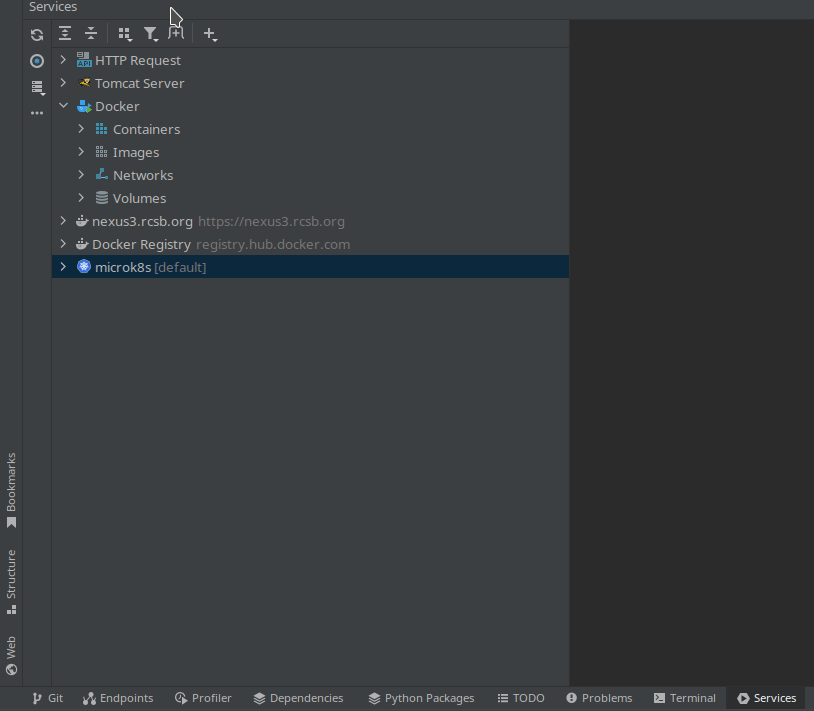 Services
HTTP Request
Tomcat Server
Docker
Containers
Images
Networks
Volumes
nexus3.rcsb.org https://nexus3.rcsb.org
Docker Registry registry.hub.docker.com
microk8s [default]
Bookmarks
Structure
Web
Git Endpoints Profiler Dependencies Python Packages TODO Problems Terminal Services